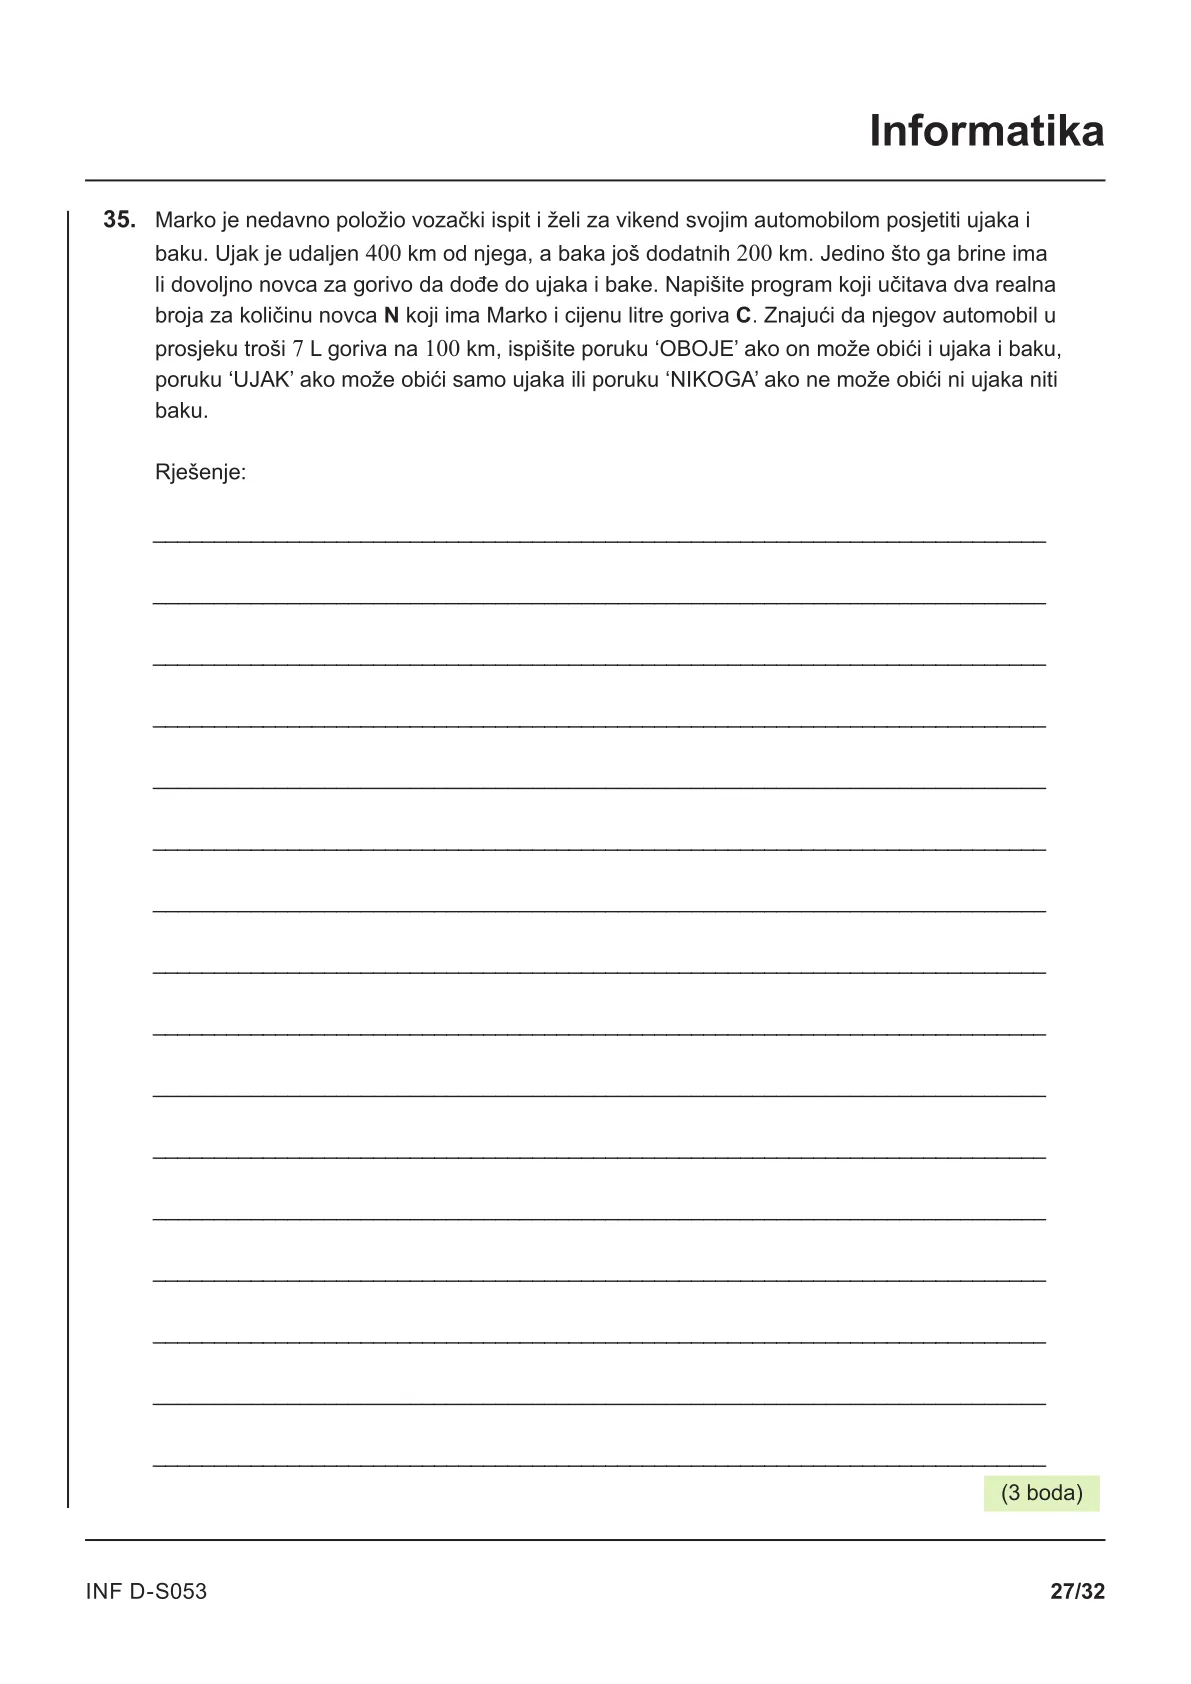 Informatika
35. Marko je nedavno položio vozački ispit i želi za vikend svojim automobilom posjetiti ujaka i
baku. Ujak je udaljen 400 km od njega, a baka još dodatnih 200 km. Jedino što ga brine ima
li dovoljno novca za gorivo da dođe do ujaka i bake. Napišite program koji učitava dva realna
broja za količinu novca N koji ima Marko i cijenu litre goriva C. Znajući da njegov automobil u
prosjeku troši 7 L goriva na 100 km, ispišite poruku ‘OBOJE’ ako on može obići i ujaka i baku,
poruku ‘UJAK’ ako može obići samo ujaka ili poruku ‘NIKOGA’ ako ne može obići ni ujaka niti
baku.
Rješenje:
(3 boda)
INF D-S053
27/32